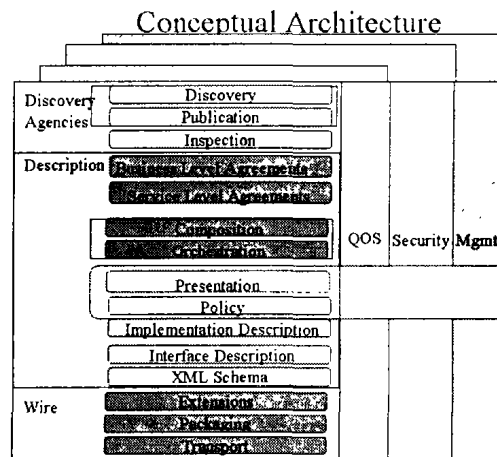 Conceptual Architecture
Discovery Agencies
Discovery
Publication
Inspection
Description
Business Level Agreements
Service Level Agreements
Composition
Orchestration
QOS
Security
Mgmt
Presentation
Policy
Implementation Description
Interface Description
XML Schema
Wire
Extensions
Packaging
Transport